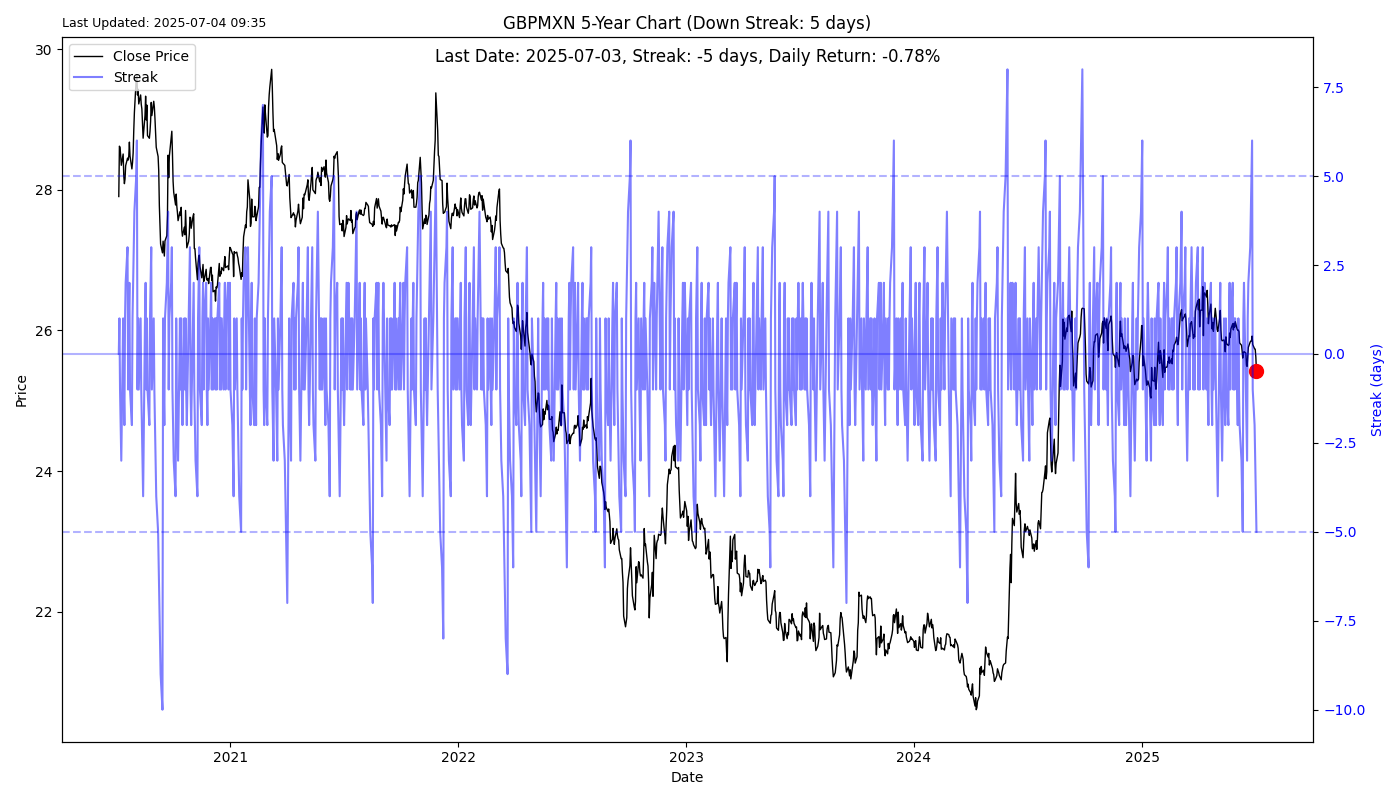 Last Updated: 2025-07-04 09:35
GBPMXN 5-Year Chart (Down Streak: 5 days)
Last Date: 2025-07-03, Streak: -5 days, Daily Return: -0.78%
Close Price
Streak
30
28
26
24
22
Price
7.5
5.0
2.5
0.0
−2.5
−5.0
−7.5
−10.0
Streak (days)
2021
2022
2023
2024
2025
Date